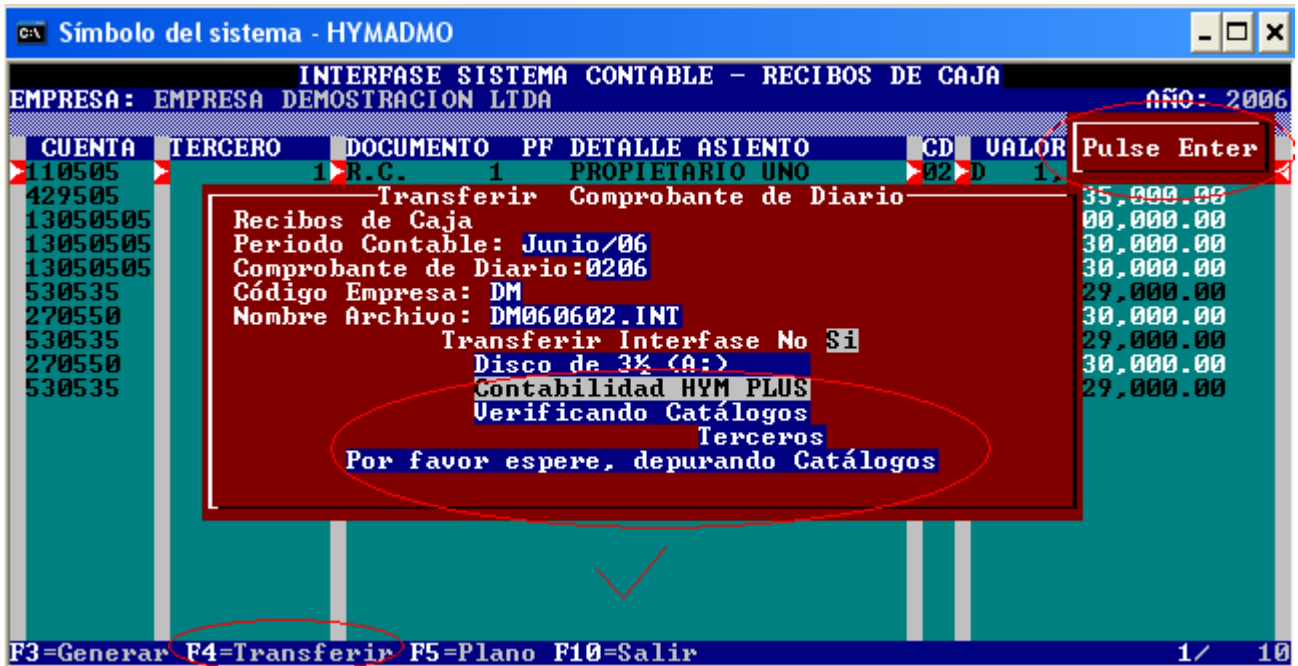 Símbolo del sistema - HYMADMO
INTERFASE SISTEMA CONTABLE - RECIBOS DE CAJA
EMPRESA: EMPRESA DEMOSTRACION LTDA AÑO: 2006
CUENTA TERCERO DOCUMENTO PF DETALLE ASIENTO CD VALOR Pulse Enter
110505 1 R.C. 1 PROPIETARIO UNO 02 D 1,
429505 Transferir Comprobante de Diario 35,000.00
13050505 Recibos de Caja 00,000.00
13050505 Periodo Contable: Junio/06 30,000.00
13050505 Comprobante de Diario:0206 30,000.00
530535 Código Empresa: DM 29,000.00
270550 Nombre Archivo: DM060602.INT 30,000.00
530535 Transferir Interfase No Si 29,000.00
270550 Disco de 3½ (A:) 30,000.00
530535 Contabilidad HYM PLUS 29,000.00
Verificando Catálogos
Terceros
Por favor espere, depurando Catálogos
F3=Generar F4=Transferir F5=Plano F10=Salir 1/ 10